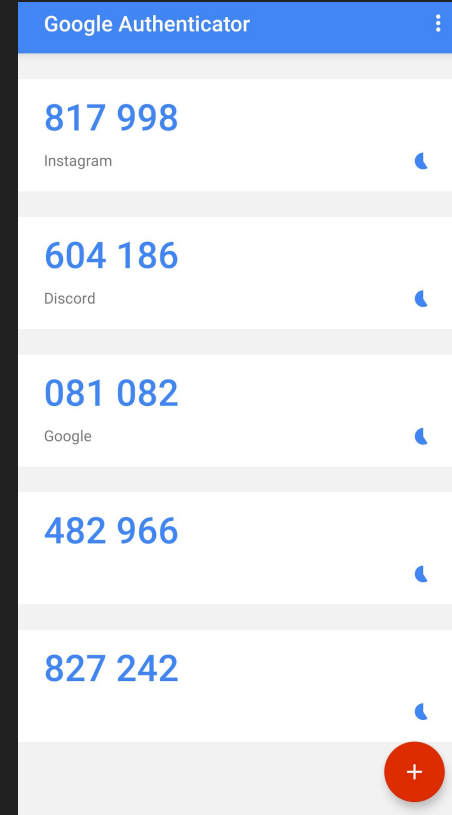 Google Authenticator
817 998
Instagram
604 186
Discord
081 082
Google
482 966
827 242